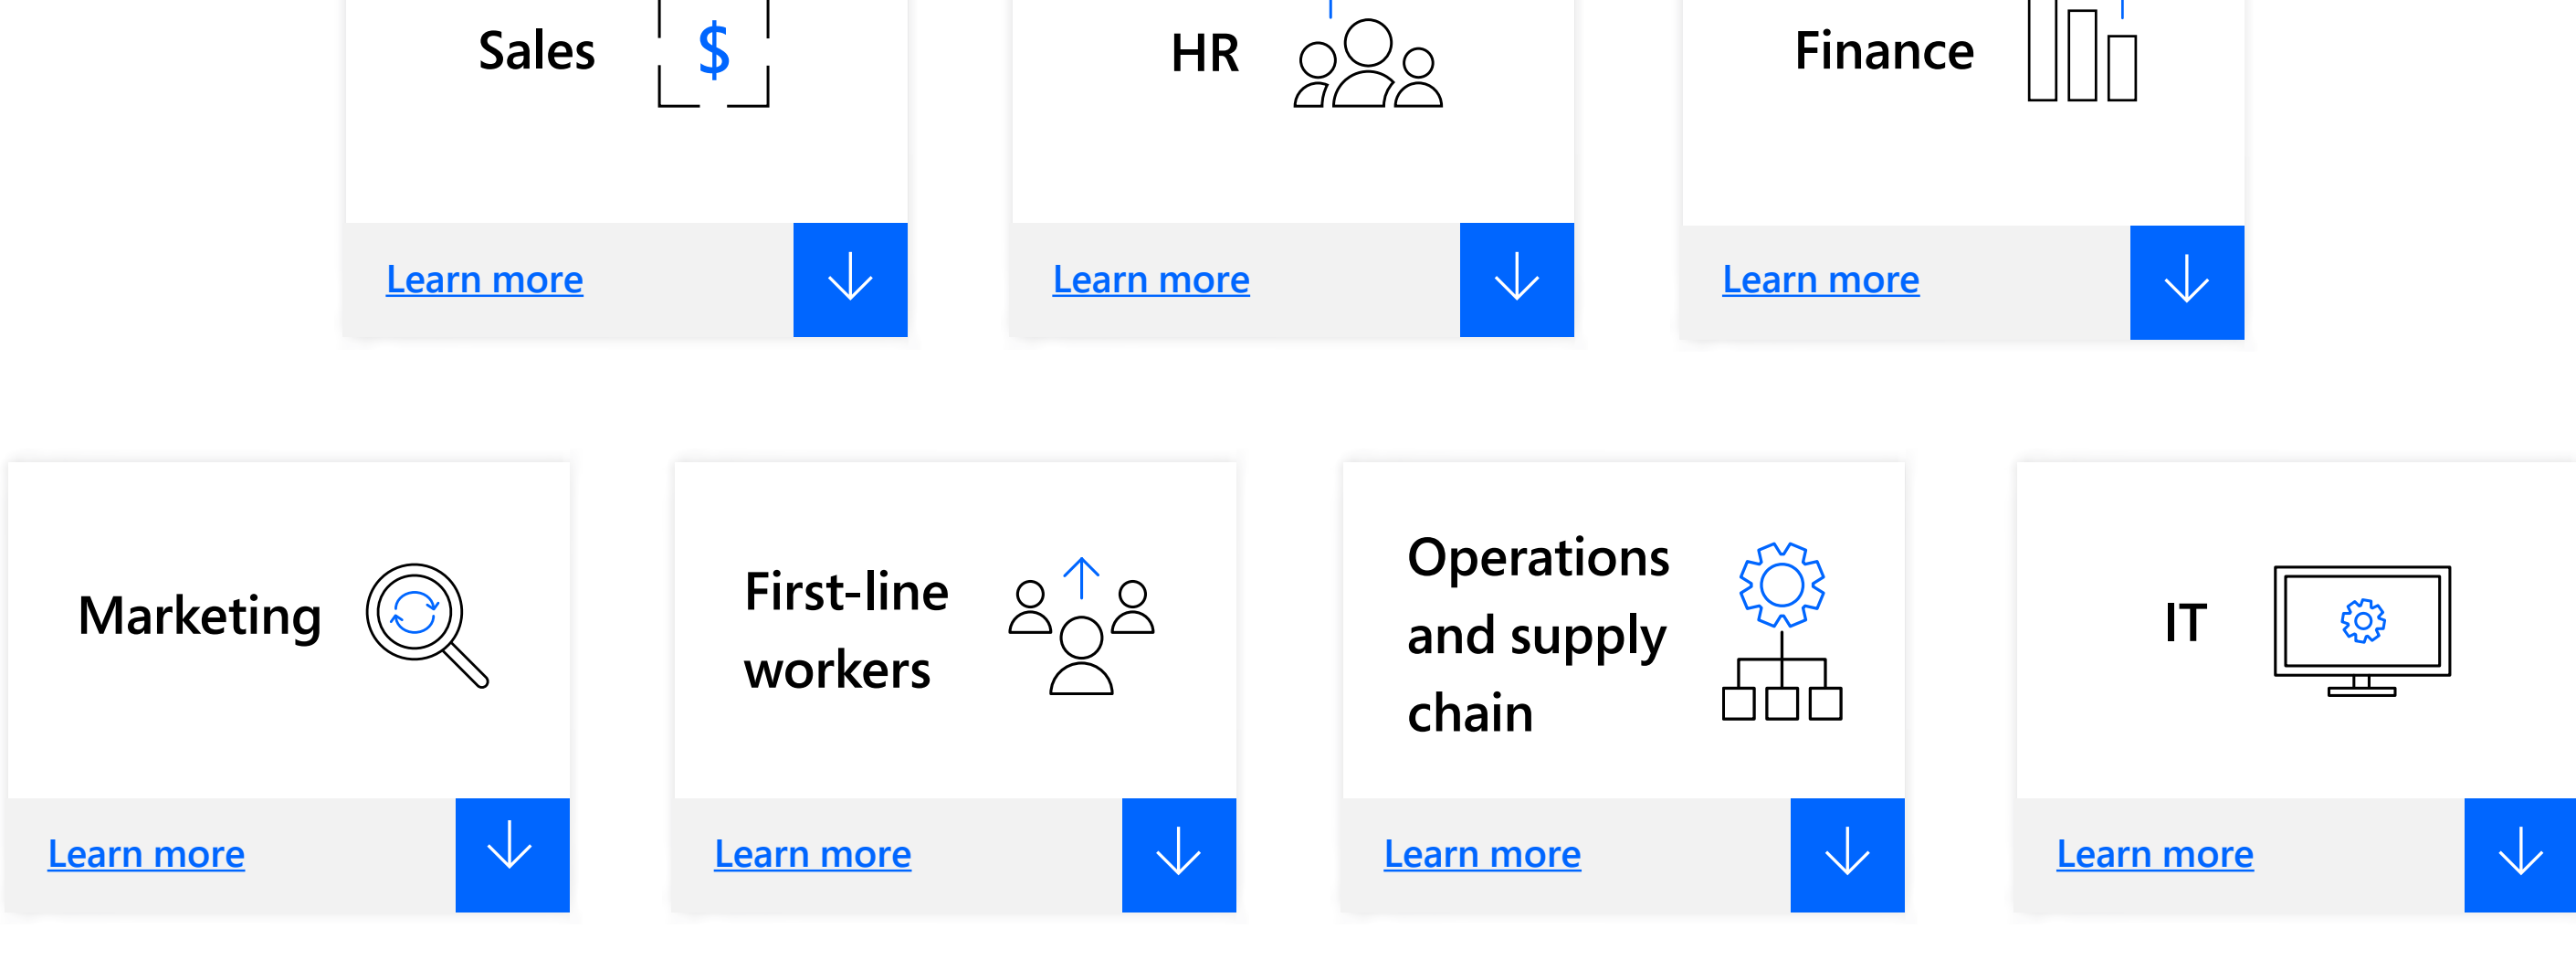 Sales
$
HR
Finance
Learn more
Learn more
Learn more
Marketing
First-line
workers
Operations
and supply
chain
IT
Learn more
Learn more
Learn more
Learn more